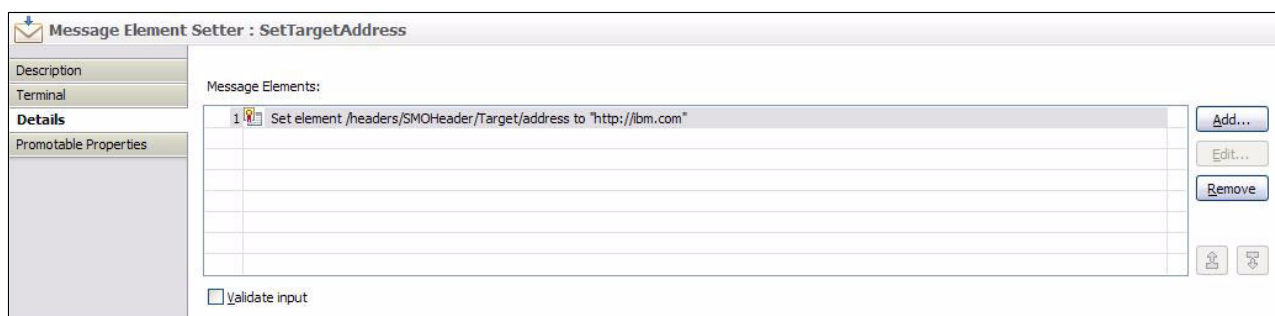 Message Element Setter : SetTargetAddress
Description
Terminal
Details
Promotable Properties
Message Elements:
1 Set element /headers/SMOHeader/Target/address to "http://ibm.com"
Add...
Edit...
Remove
Validate input